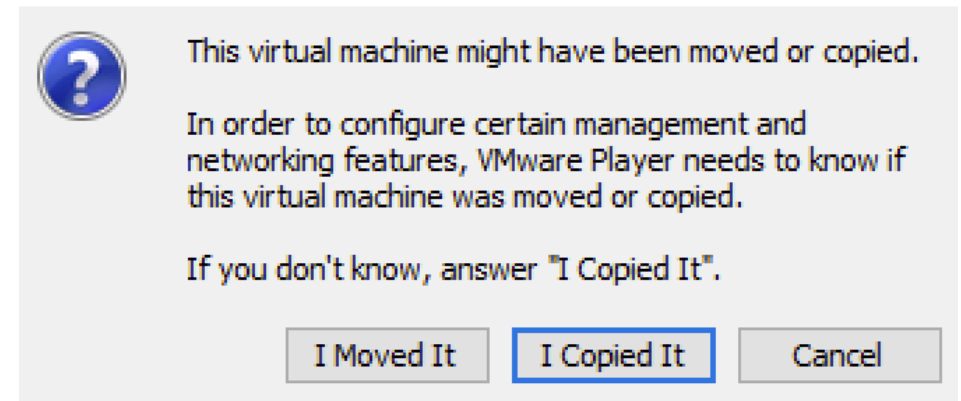 ?
This virtual machine might have been moved or copied.
In order to configure certain management and
networking features, VMware Player needs to know if
this virtual machine was moved or copied.
If you don't know, answer "I Copied It".
I Moved It
I Copied It
Cancel